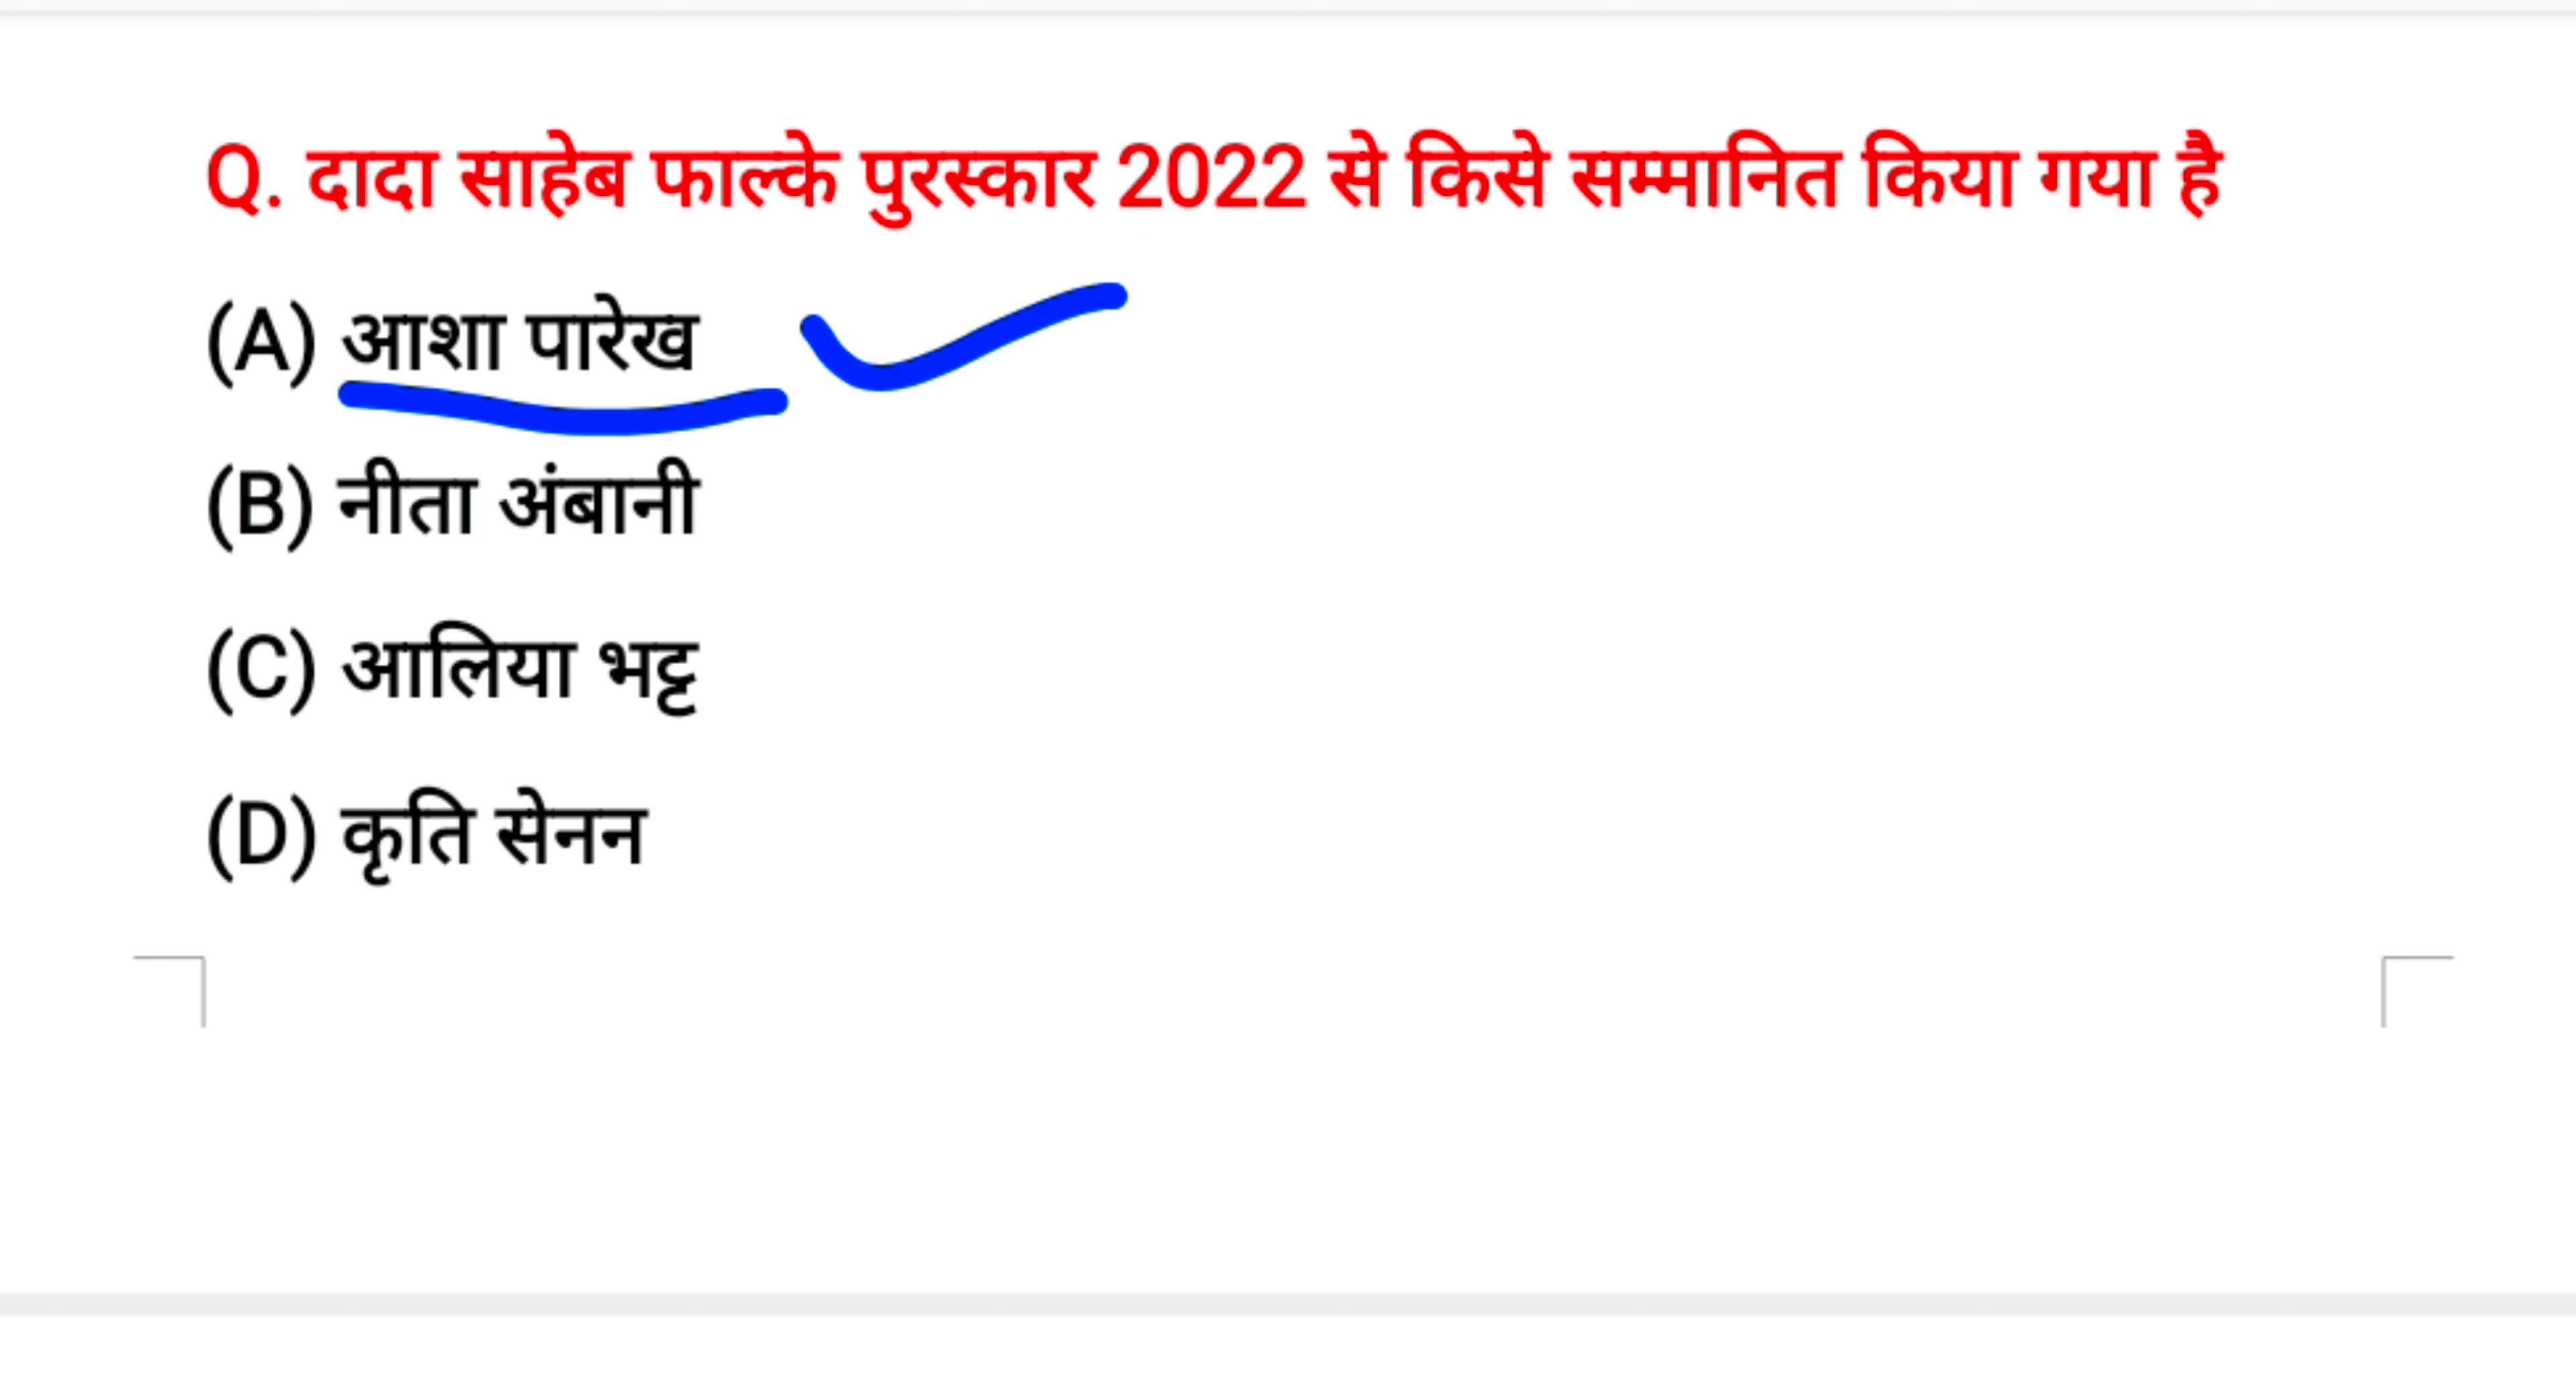 Q. दादा साहेब फाल्के पुरस्कार 2022 से किसे सम्मानित किया गया है
(A) आशा पारेख
(B) नीता अंबानी
(C) आलिया भट्ट
(D) कृति सेनन